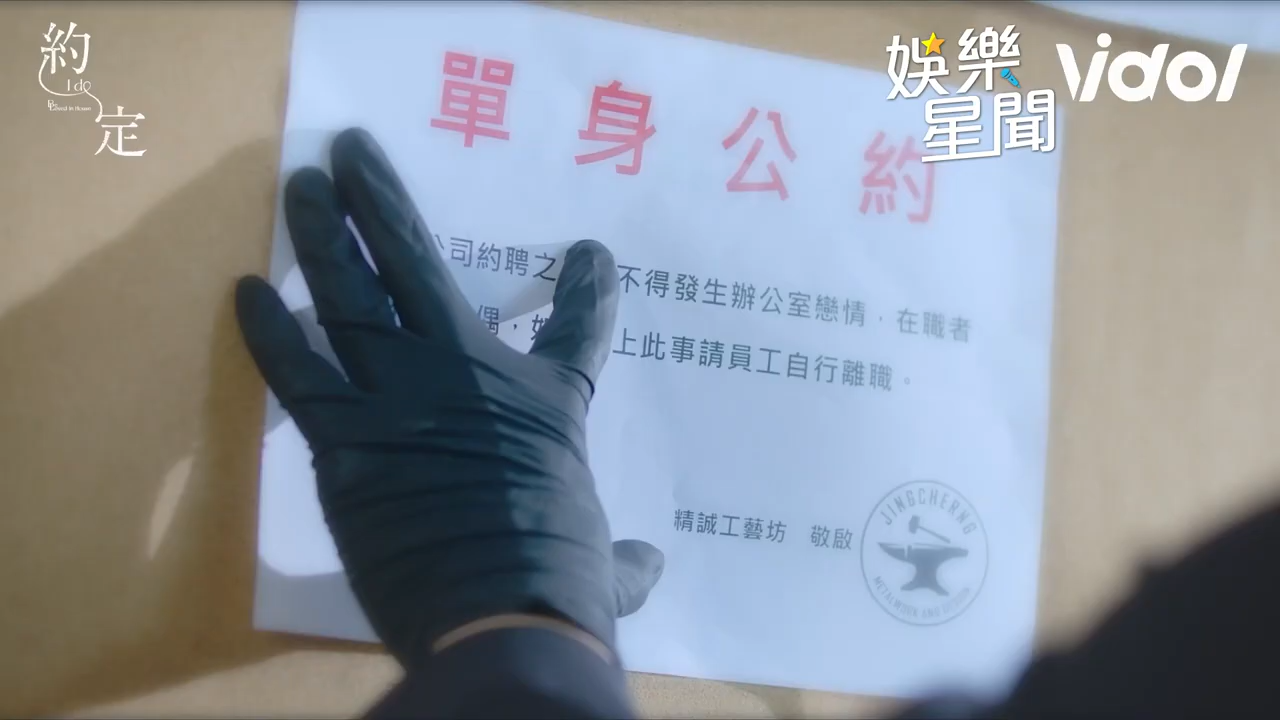 約定
I do
娛樂星聞
Vidol
單身公約
公司約聘之 不得發生辦公室戀情，在職者
偶，如 上此事請員工自行離職。
精誠工藝坊 敬啟
JINGCHERNG
METALWORK AND DESIGN